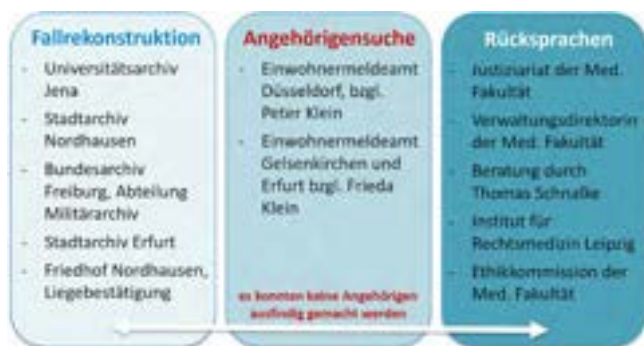 Fallrekonstruktion
- Universitätsarchiv
Jena
- Stadtarchiv
Nordhausen
- Bundesarchiv
Freiburg, Abteilung
Militärarchiv
- Stadtarchiv Erfurt
- Friedhof Nordhausen,
Liegebestätigung
Angehörigensuche
- Einwohnermeldeamt
Düsseldorf, bzgl.
Peter Klein
- Einwohnermeldeamt
Gelsenkirchen und
Erfurt bzgl. Frieda
Klein
es konnten keine Angehörigen
ausfindig gemacht werden
Rücksprachen
- Justiziariat der Med.
Fakultät
- Verwaltungsdirektorin
der Med. Fakultät
- Beratung durch
Thomas Schnalke
- Institut für
Rechtsmedizin Leipzig
- Ethikkommission der
Med. Fakultät